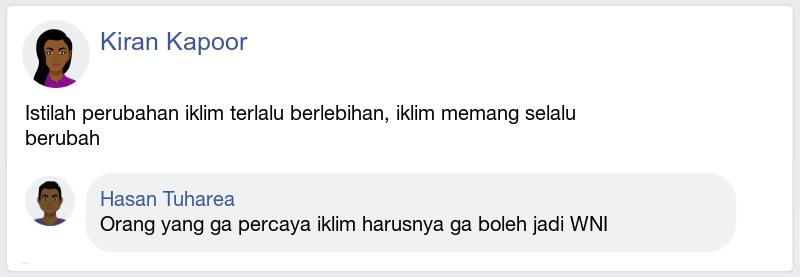 Kiran Kapoor
Istilah perubahan iklim terlalu berlebihan, iklim memang selalu
berubah
Hasan Tuharea
Orang yang ga percaya iklim harusnya ga boleh jadi WNI